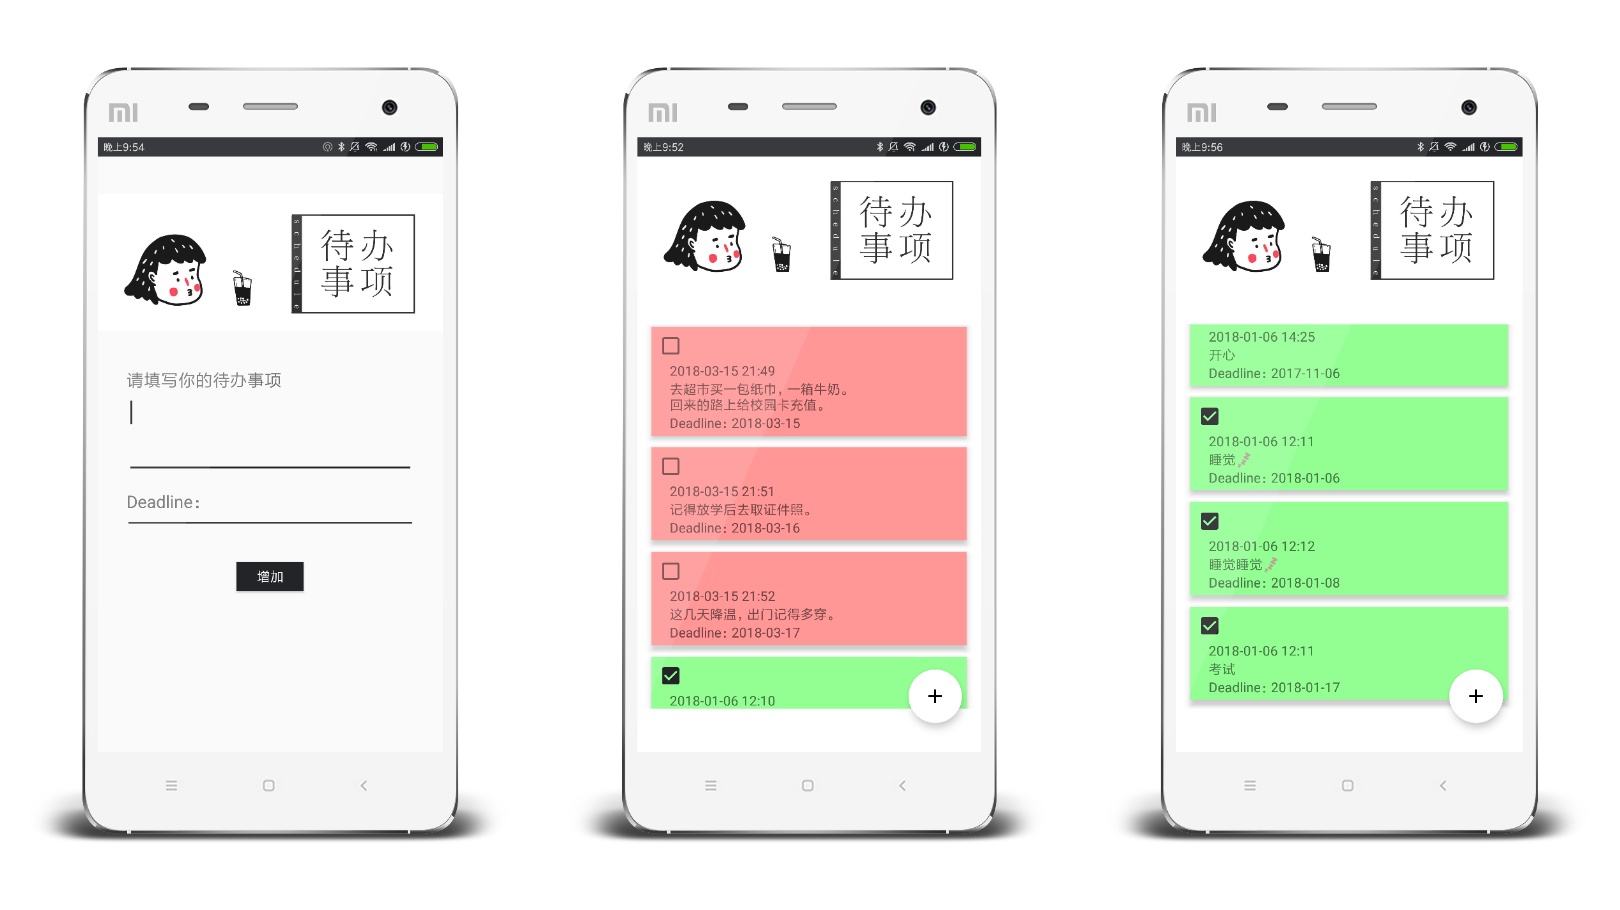 MI
晚上9:54
schedule
待办
事项
请填写你的待办事项
Deadline:
增加
MI
晚上9:52
schedule
待办
事项
2018-03-15 21:49
去超市买一包纸巾，一箱牛奶。
回来的路上给校园卡充值。
Deadline: 2018-03-15
2018-03-15 21:51
记得放学后去取证件照。
Deadline: 2018-03-16
2018-03-15 21:52
这几天降温，出门记得多穿。
Deadline: 2018-03-17
2018-01-06 12:10
+
MI
晚上9:56
schedule
待办
事项
2018-01-06 14:25
开心
Deadline: 2017-11-06
2018-01-06 12:11
睡觉💤
Deadline: 2018-01-06
2018-01-06 12:12
睡觉睡觉💤
Deadline: 2018-01-08
2018-01-06 12:11
考试
Deadline: 2018-01-17
+